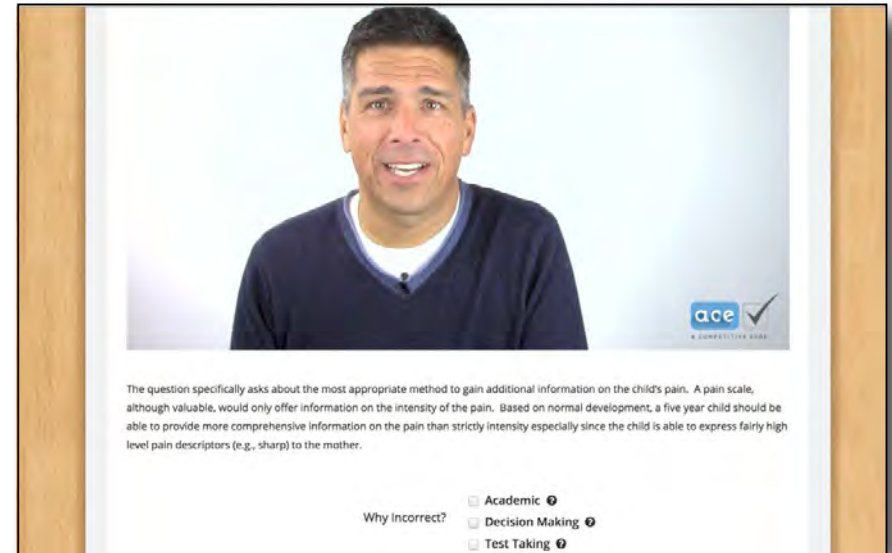 ace
A COMPETITIVE EDGE
The question specifically asks about the most appropriate method to gain additional information on the child's pain. A pain scale,
although valuable, would only offer information on the intensity of the pain. Based on normal development, a five year child should be
able to provide more comprehensive information on the pain than strictly intensity especially since the child is able to express fairly high
level pain descriptors (e.g., sharp) to the mother.
Why Incorrect?
Academic
Decision Making
Test Taking